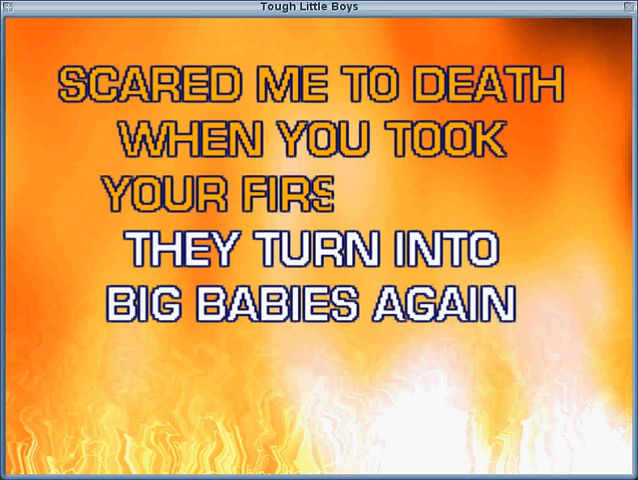 Tough Little Boys
SCARED ME TO DEATH
WHEN YOU TOOK
YOUR FIRS
THEY TURN INTO
BIG BABIES AGAIN